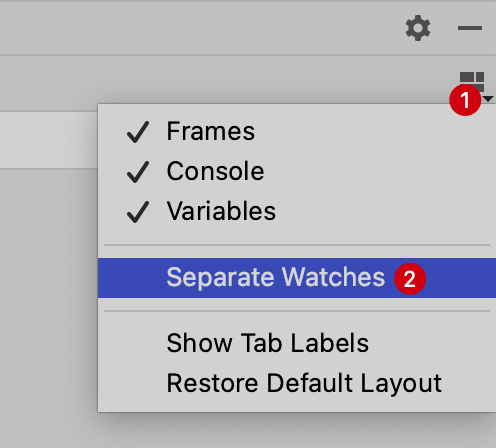 1
Frames
Console
Variables
Separate Watches 2
Show Tab Labels
Restore Default Layout